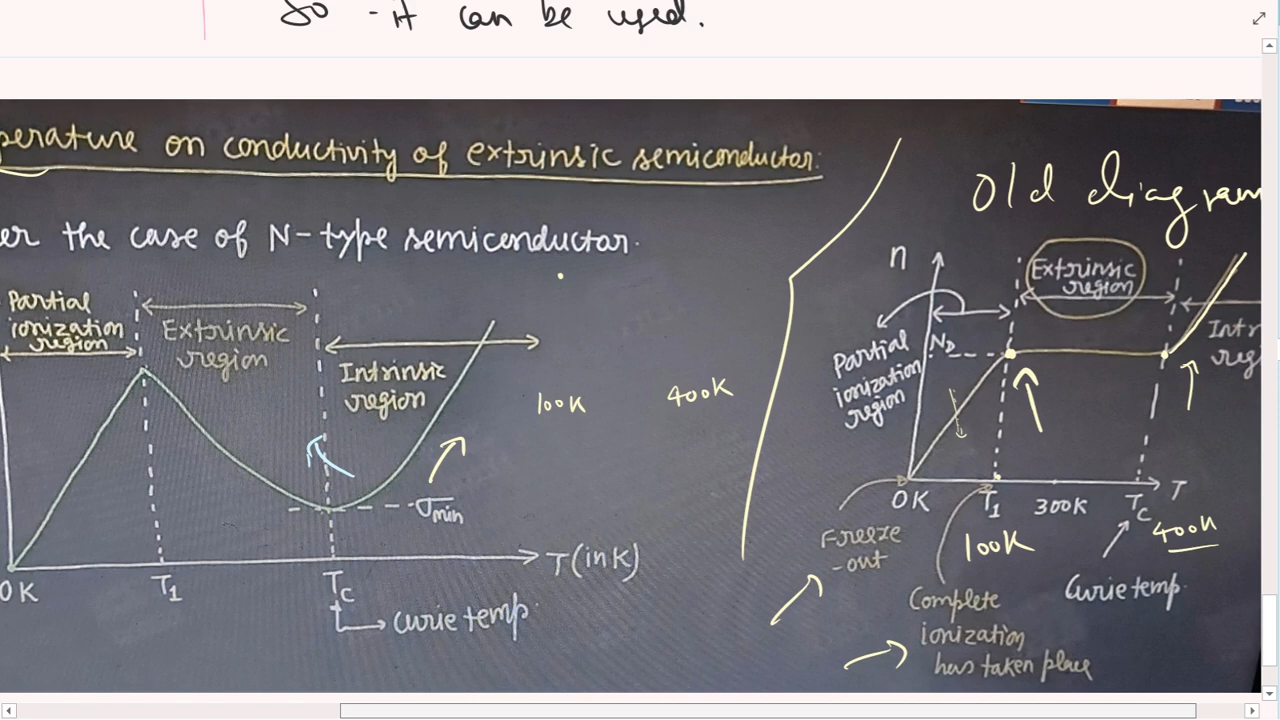 So - it can be used.
perature on conductivity of extrinsic semiconductor.
er the case of N-type semiconductor.
Partial
ionization
region
Extrinsic
region
Intrinsic
region
σmin
0K
T1
Tc
T(in K)
Curie temp.
100K
400K
Old diagram
n
Extrinsic
region
Intr
reg
Partial
ionization
region
ND
0K
T1
300K
Tc
T
100K
400K
Freeze
-out
Curie temp.
Complete
ionization
has taken place